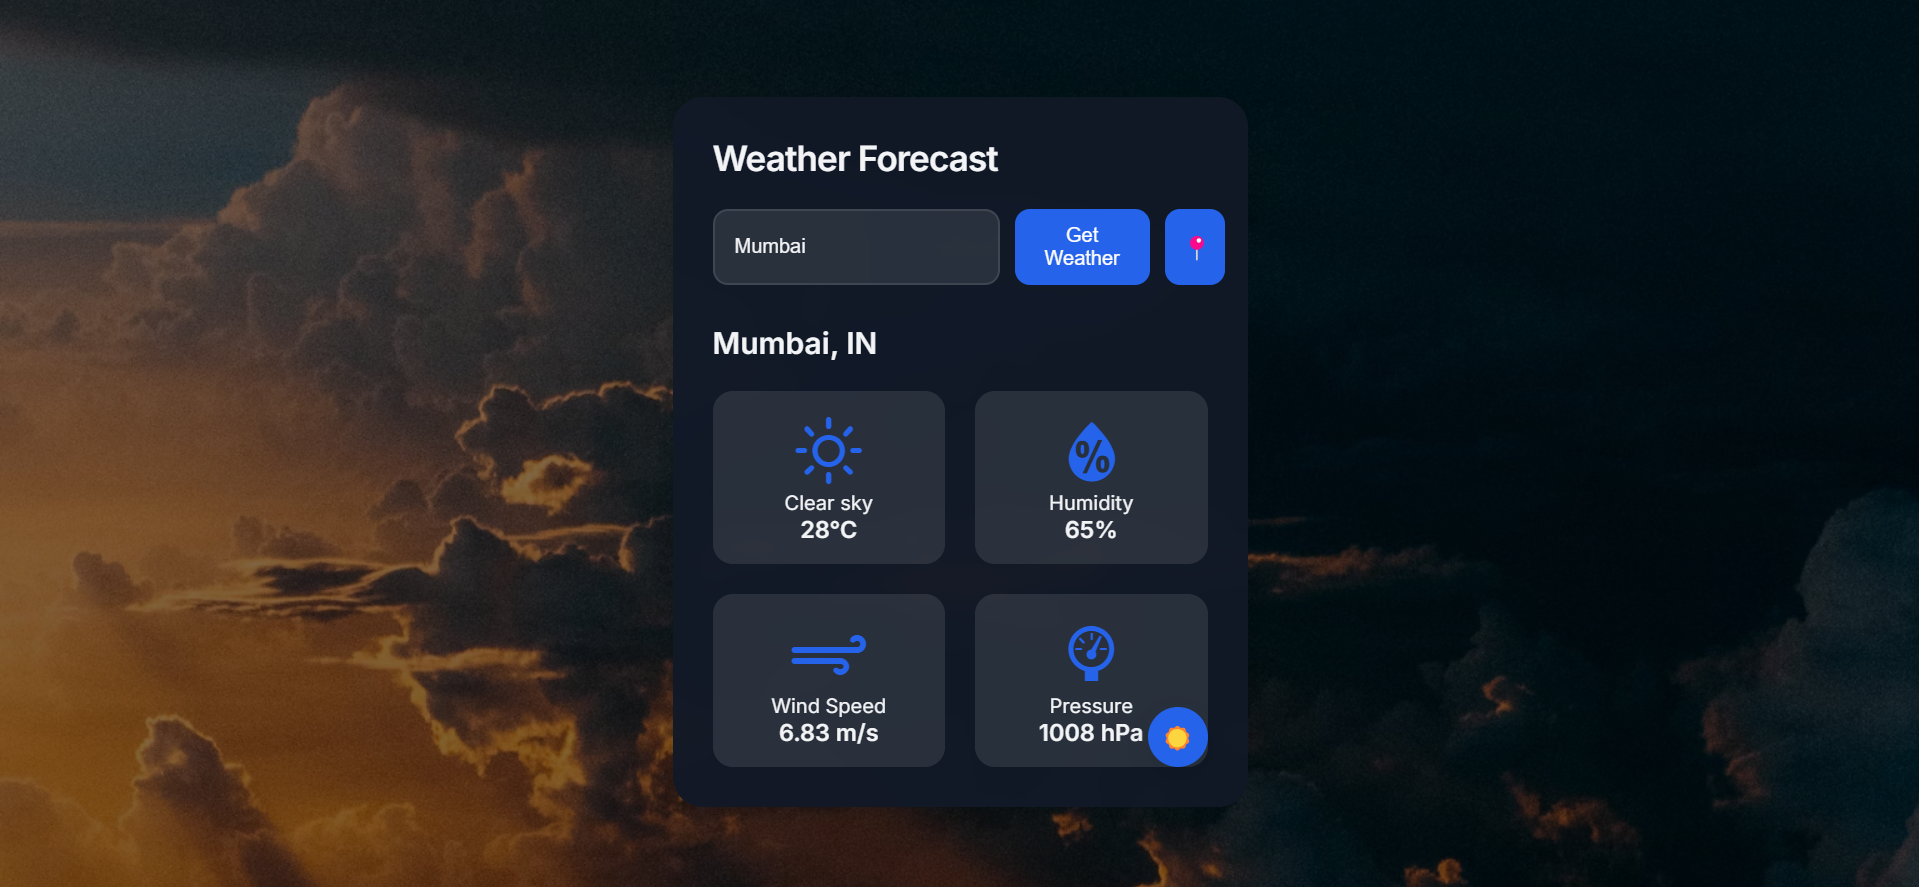 Weather Forecast
Mumbai
Get
Weather
Mumbai, IN
%
Clear sky
28°C
Humidity
65%
Wind Speed
6.83 m/s
Pressure
1008 hPa